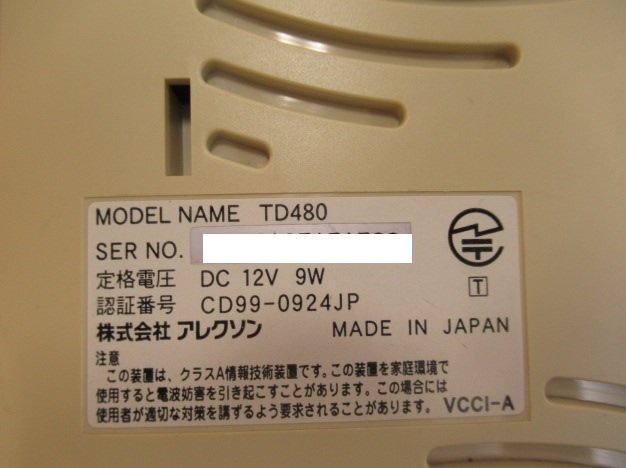 MODEL NAME TD480
SER NO.
定格電圧 DC 12V 9W
認証番号 CD99-0924JP
T
株式会社 アレクソン MADE IN JAPAN
注意
この装置は、クラスA情報技術装置です。この装置を家庭環境で
使用すると電波妨害を引き起こすことがあります。この場合には
使用者が適切な対策を講ずるよう要求されることがあります。 VCCI-A